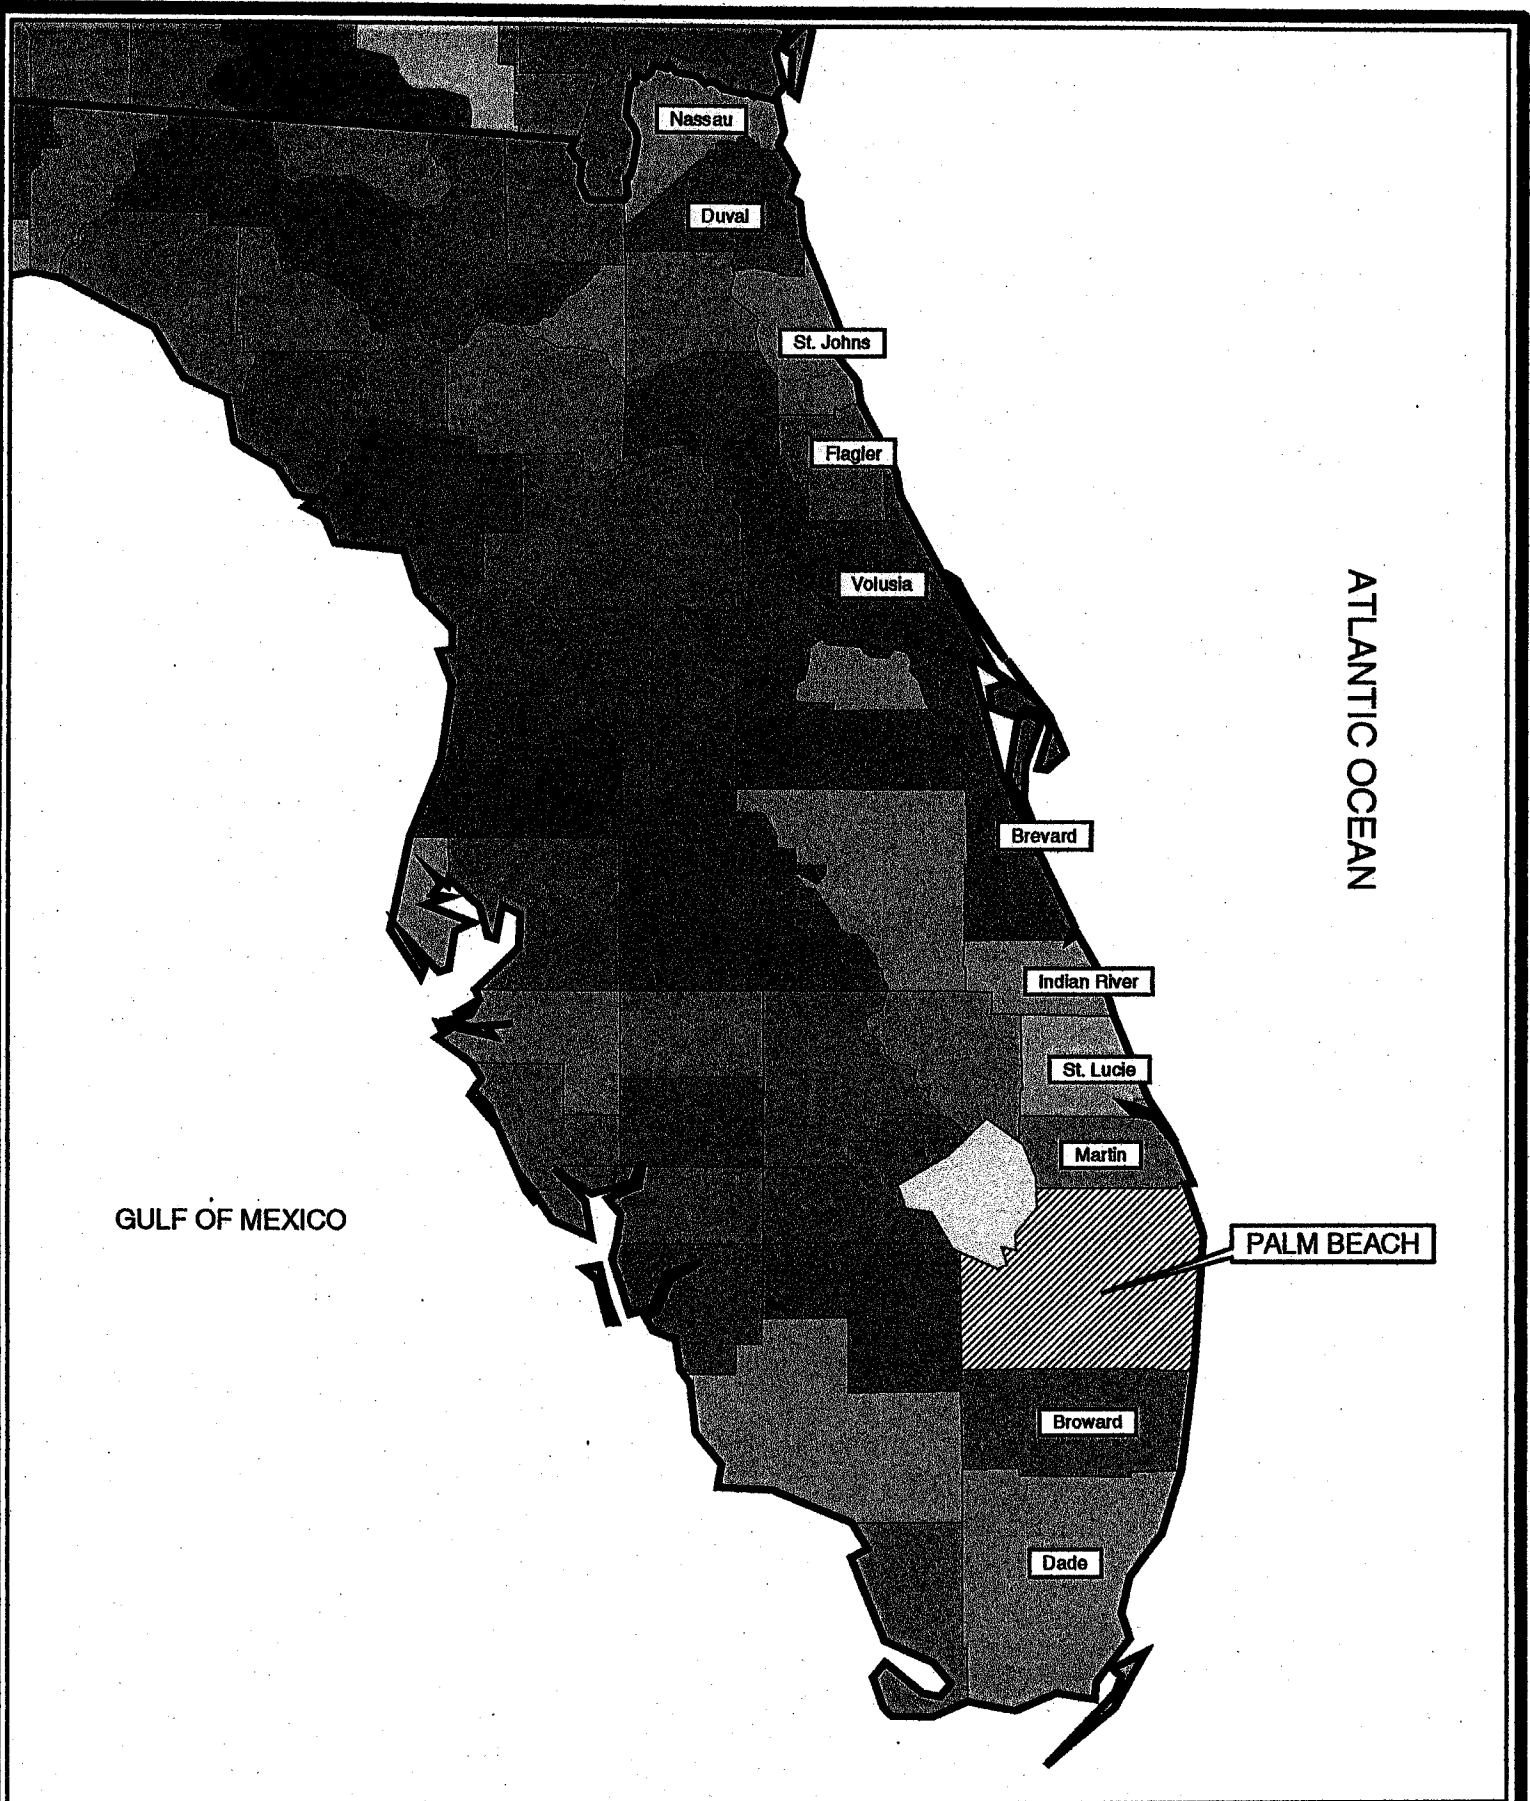 Nassau
Duval
St. Johns
Flagler
Volusia
ATLANTIC OCEAN
Brevard
Indian River
St. Lucie
Martin
GULF OF MEXICO
PALM BEACH
Broward
Dade